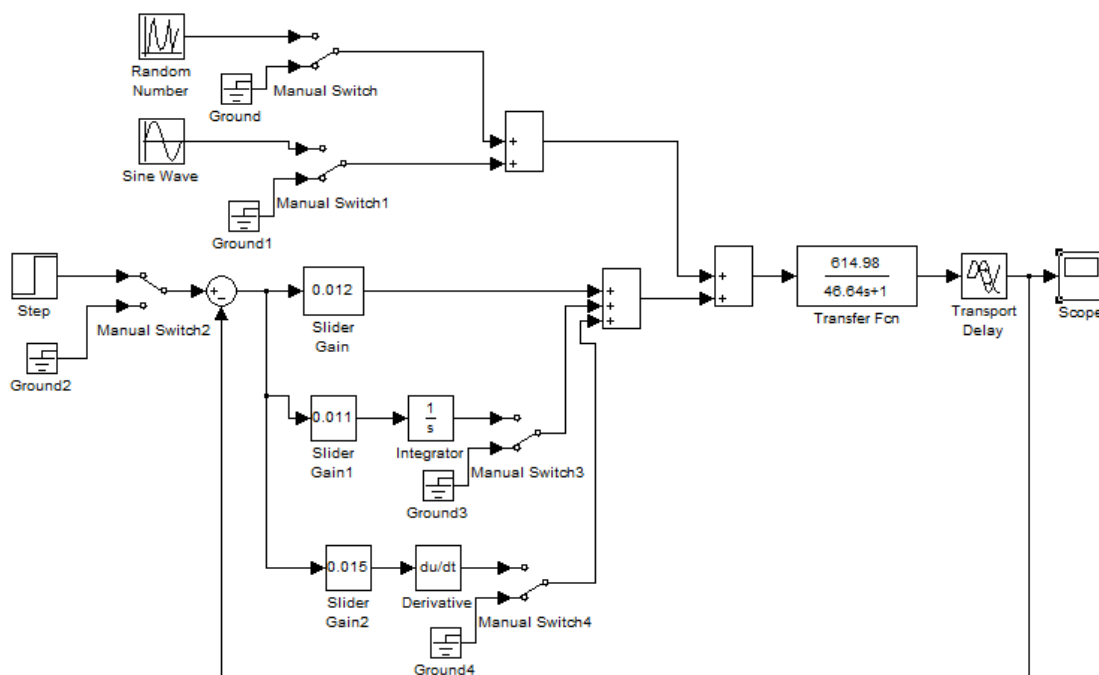 Random
Number
Ground
Manual Switch
+
+
Sine Wave
Manual Switch1
Ground1
Step
Manual Switch2
Ground2
+
−
0.012
Slider
Gain
+
+
+
+
+
614.98
46.64s+1
Transfer Fcn
Transport
Delay
Scope
0.011
Slider
Gain1
1
s
Integrator
Manual Switch3
Ground3
0.015
Slider
Gain2
du/dt
Derivative
Manual Switch4
Ground4